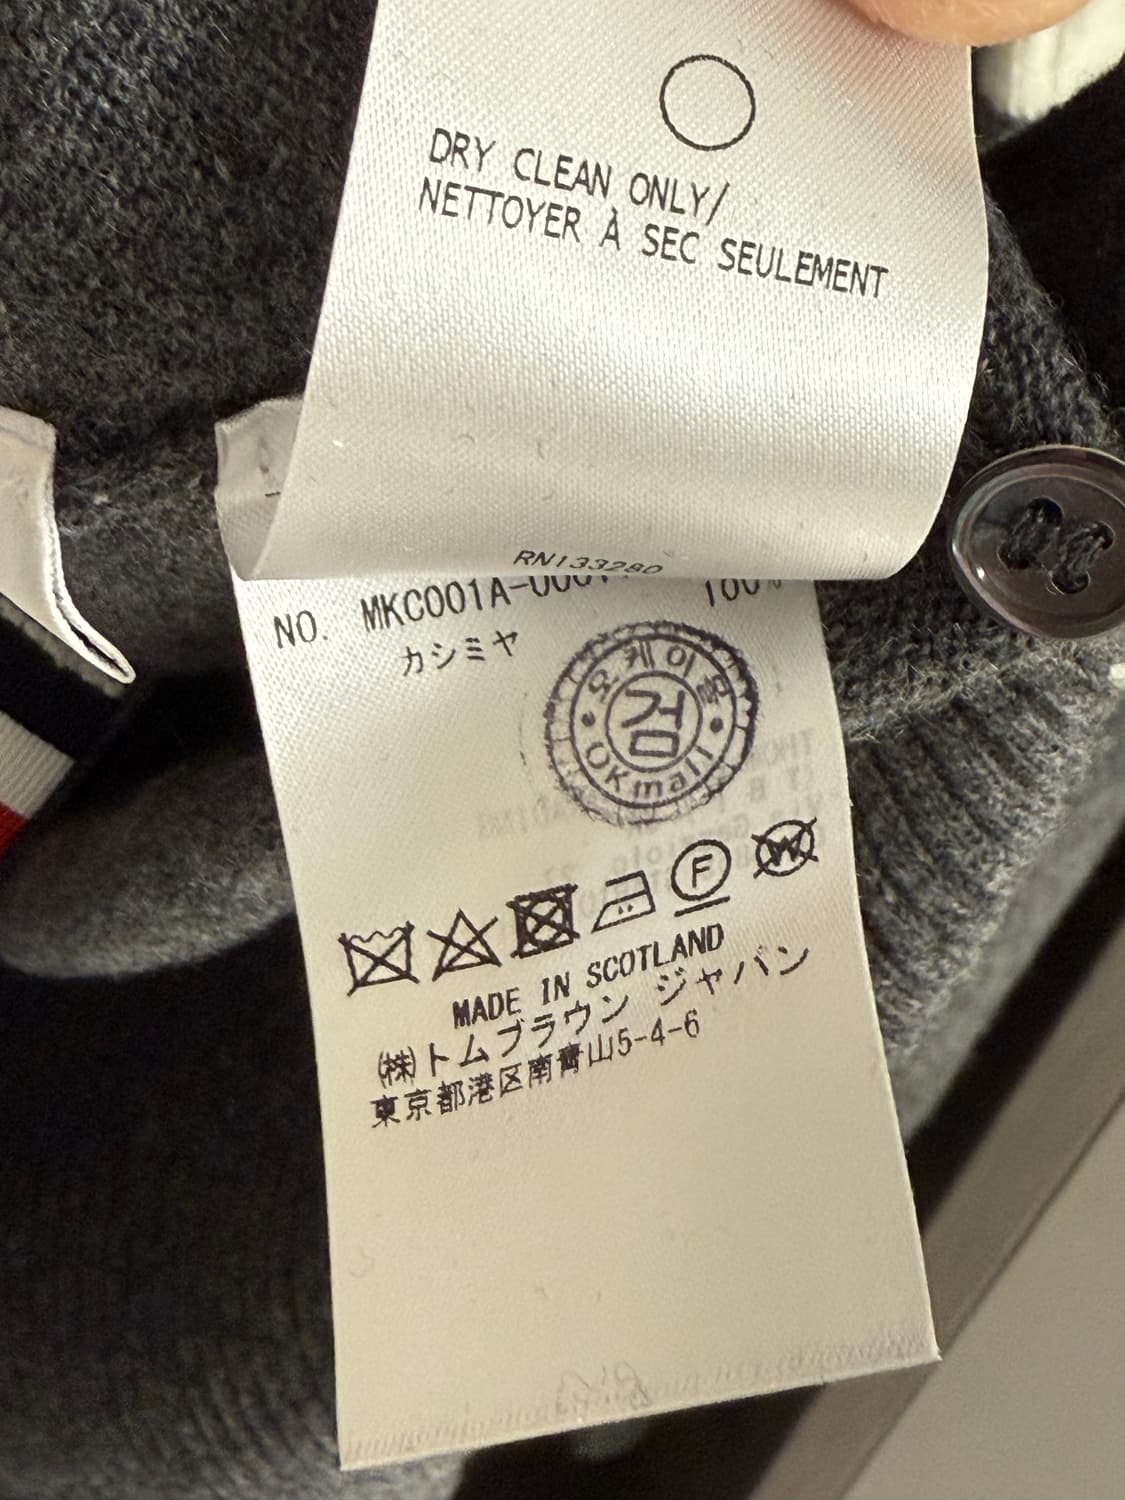 DRY CLEAN ONLY/
NETTOYER À SEC SEULEMENT
RN133280
NO. MKC001A-0001 100%
カシミヤ
오케이몰
검
OKmall
F W
MADE IN SCOTLAND
㈱トムブラウン ジャパン
東京都港区南青山5-4-6